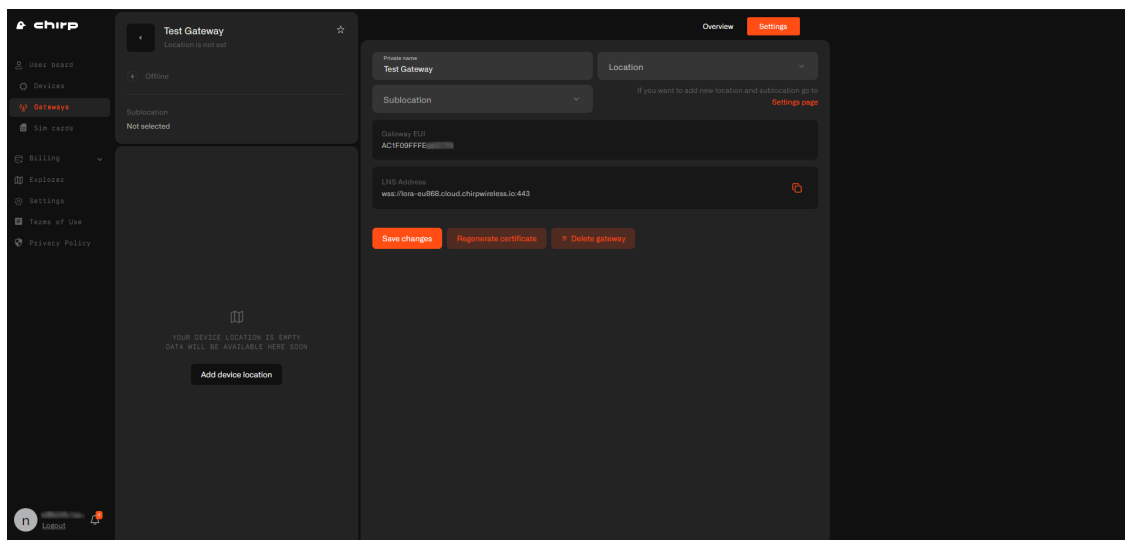 chirp
User board
Devices
Gateways
Sim cards
Billing
Explorer
Settings
Terms of Use
Privacy Policy
n
Logout
Test Gateway
Location is not set
Offline
Sublocation
Not selected
YOUR DEVICE LOCATION IS EMPTY
DATA WILL BE AVAILABLE HERE SOON
Add device location
Overview
Settings
Private name
Test Gateway
Location
Sublocation
If you want to add new location and sublocation go to
Settings page
Gateway EUI
AC1F09FFFE
LNS Address
wss://lora-eu868.cloud.chirpwireless.io:443
Save changes
Regenerate certificate
Delete gateway